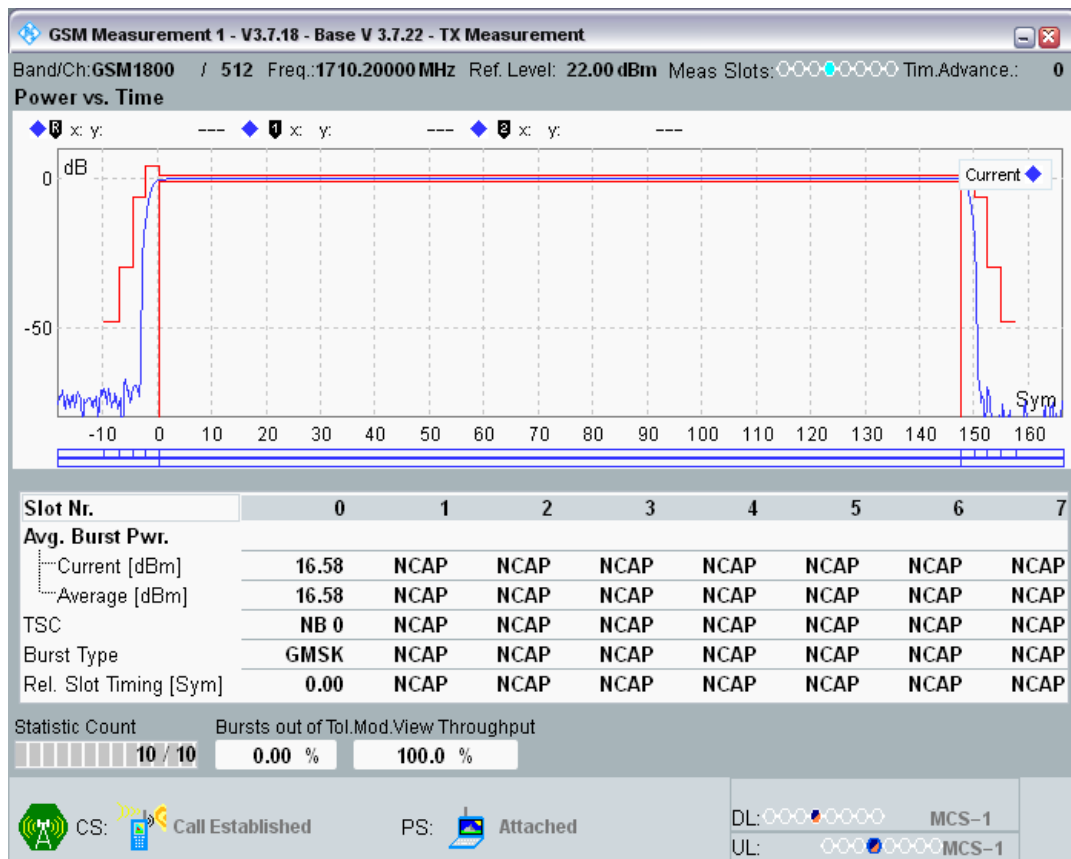 GSM Measurement 1 - V3.7.18 - Base V 3.7.22 - TX Measurement
Band/Ch:GSM1800 / 512 Freq.:1710.20000 MHz Ref. Level: 22.00 dBm Meas Slots: Tim.Advance.: 0
Power vs. Time
R x: y: --- 1 x: y: --- 2 x: y: ---
dB
Current
0
-50
Sym
-10 0 10 20 30 40 50 60 70 80 90 100 110 120 130 140 150 160
Slot Nr. 0 1 2 3 4 5 6 7
Avg. Burst Pwr.
Current [dBm] 16.58 NCAP NCAP NCAP NCAP NCAP NCAP NCAP
Average [dBm] 16.58 NCAP NCAP NCAP NCAP NCAP NCAP NCAP
TSC NB 0 NCAP NCAP NCAP NCAP NCAP NCAP NCAP
Burst Type GMSK NCAP NCAP NCAP NCAP NCAP NCAP NCAP
Rel. Slot Timing [Sym] 0.00 NCAP NCAP NCAP NCAP NCAP NCAP NCAP
Statistic Count Bursts out of Tol.Mod.View Throughput
10 / 10 0.00 % 100.0 %
CS: Call Established PS: Attached DL: MCS-1
UL: MCS-1